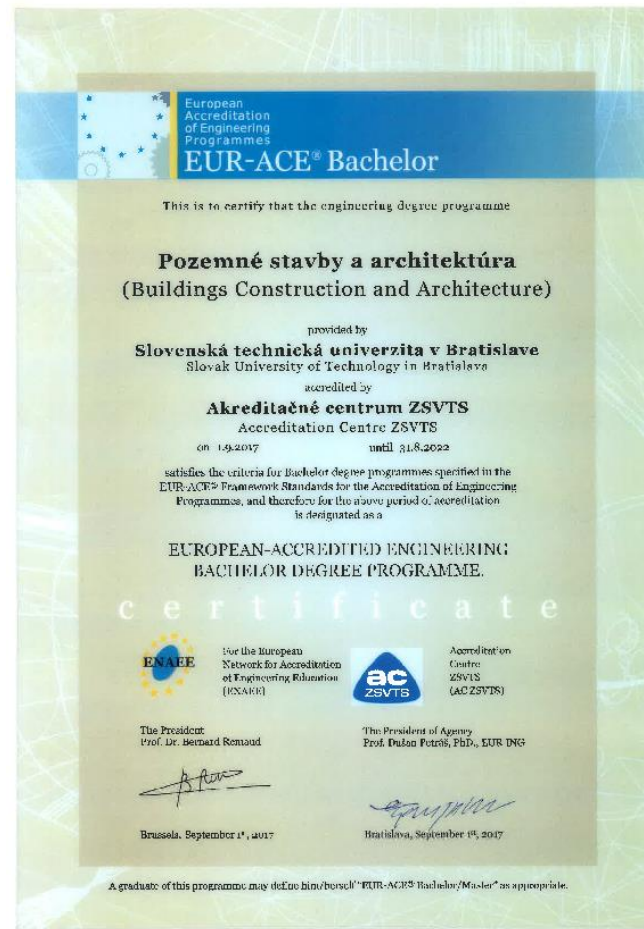 European
Accreditation
of Engineering
Programmes
EUR-ACE® Bachelor
This is to certify that the engineering degree programme
Pozemné stavby a architektúra
(Buildings Construction and Architecture)
provided by
Slovenská technická univerzita v Bratislave
Slovak University of Technology in Bratislava
accredited by
Akreditačné centrum ZSVTS
Accreditation Centre ZSVTS
on 1.9.2017 until 31.8.2022
satisfies the criteria for Bachelor degree programmes specified in the
EUR-ACE® Framework Standards for the Accreditation of Engineering
Programmes, and therefore for the above period of accreditation
is designated as a
EUROPEAN-ACCREDITED ENGINEERING
BACHELOR DEGREE PROGRAMME.
certificate
ENAEE
For the European
Network for Accreditation
of Engineering Education
(ENAEE)
ac
ZSVTS
Accreditation
Centre
ZSVTS
(AC ZSVTS)
The President
Prof. Dr. Bernard Remaud
The President of Agency
Prof. Dušan Petráš, PhD., EUR ING
Brussels, September 1st, 2017
Bratislava, September 1st, 2017
A graduate of this programme may define him/herself "EUR-ACE® Bachelor/Master" as appropriate.